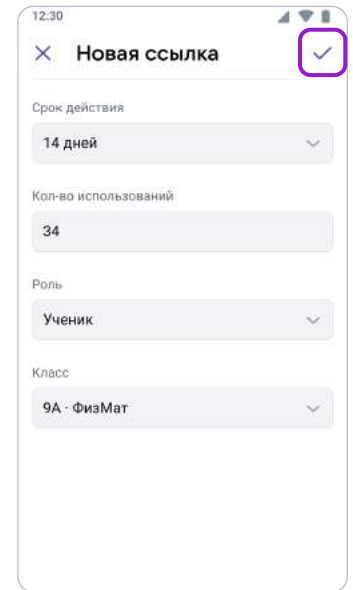 12:30
Новая ссылка
Срок действия
14 дней
Кол-во использований
34
Роль
Ученик
Класс
9А · ФизМат